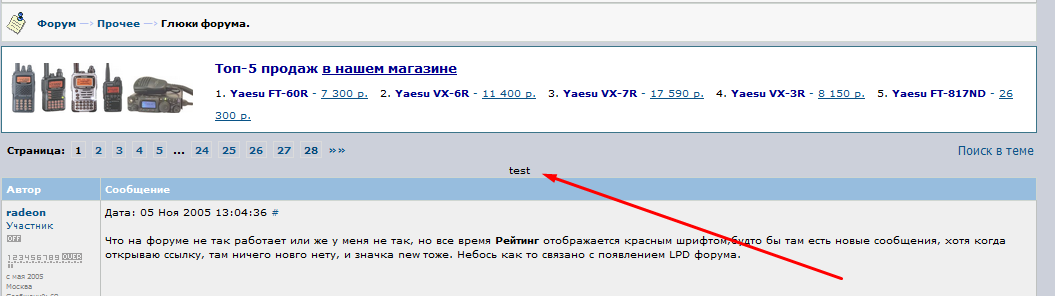 Форум —> Прочее —> Глюки форума.
Топ-5 продаж в нашем магазине
1. Yaesu FT-60R - 7 300 р. 2. Yaesu VX-6R - 11 400 р. 3. Yaesu VX-7R - 17 590 р. 4. Yaesu VX-3R - 8 150 р. 5. Yaesu FT-817ND - 26
300 р.
Страница: 1 2 3 4 5 ... 24 25 26 27 28 »»
Поиск в теме
test
Автор
Сообщение
radeon
Участник
OFF
123456789 OVER
"
с мая 2005
Москва
Дата: 05 Ноя 2005 13:04:36 #
Что на форуме не так работает или же у меня не так, но все время Рейтинг отображается красным шрифтом,будто бы там есть новые сообщения, хотя когда
открываю ссылку, там ничего нового нету, и значка new тоже. Небось как то связано с появлением LPD форума.